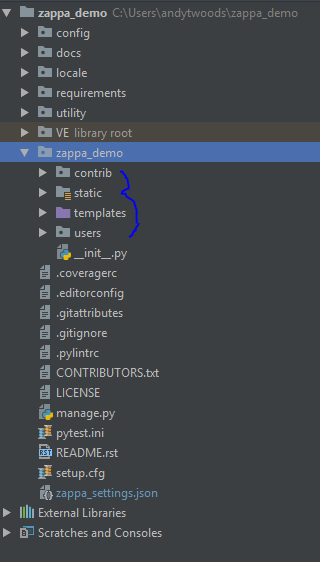 zappa_demo C:\Users\andytwoods\zappa_demo
config
docs
locale
requirements
utility
VE library root
zappa_demo
contrib
static
templates
users
__init__.py
.coveragerc
.editorconfig
.gitattributes
.gitignore
.pylintrc
CONTRIBUTORS.txt
LICENSE
manage.py
pytest.ini
README.rst
setup.cfg
zappa_settings.json
External Libraries
Scratches and Consoles